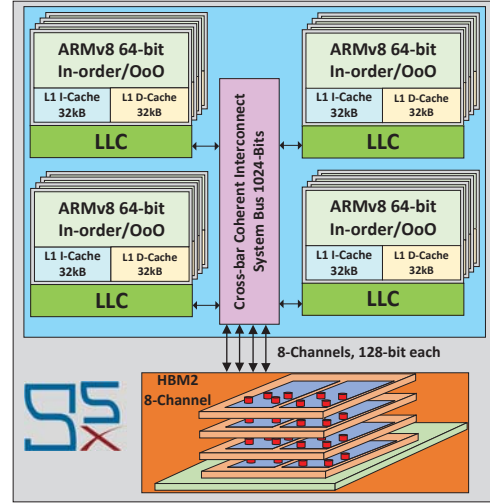 ARMv8 64-bit
In-order/OoO
L1 I-Cache
32kB
L1 D-Cache
32kB
LLC
ARMv8 64-bit
In-order/OoO
L1 I-Cache
32kB
L1 D-Cache
32kB
LLC
Cross-bar Coherent Interconnect
System Bus 1024-Bits
ARMv8 64-bit
In-order/OoO
L1 I-Cache
32kB
L1 D-Cache
32kB
LLC
ARMv8 64-bit
In-order/OoO
L1 I-Cache
32kB
L1 D-Cache
32kB
LLC
8-Channels, 128-bit each
HBM2
8-Channel
g5x